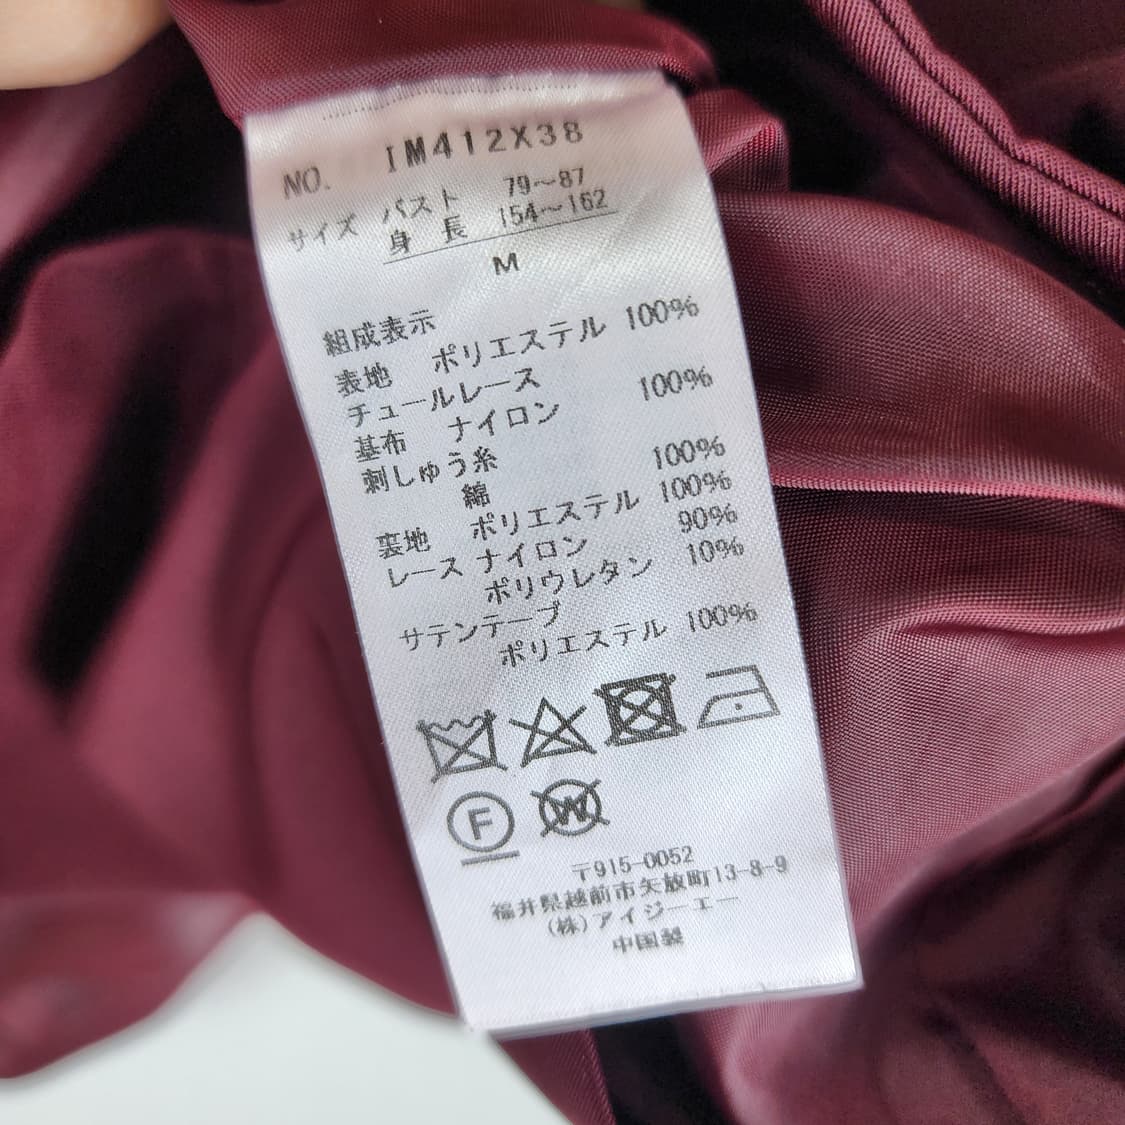 NO. IM412X38
サイズ バスト 79〜87
身長 154〜162
M
組成表示
表地 ポリエステル 100%
チュールレース
基布 ナイロン 100%
刺しゅう糸
綿 100%
裏地 ポリエステル 100%
レース ナイロン 90%
ポリウレタン 10%
サテンテープ
ポリエステル 100%
F W
〒915-0052
福井県越前市矢放町13-8-9
(株)アイジーエー
中国製